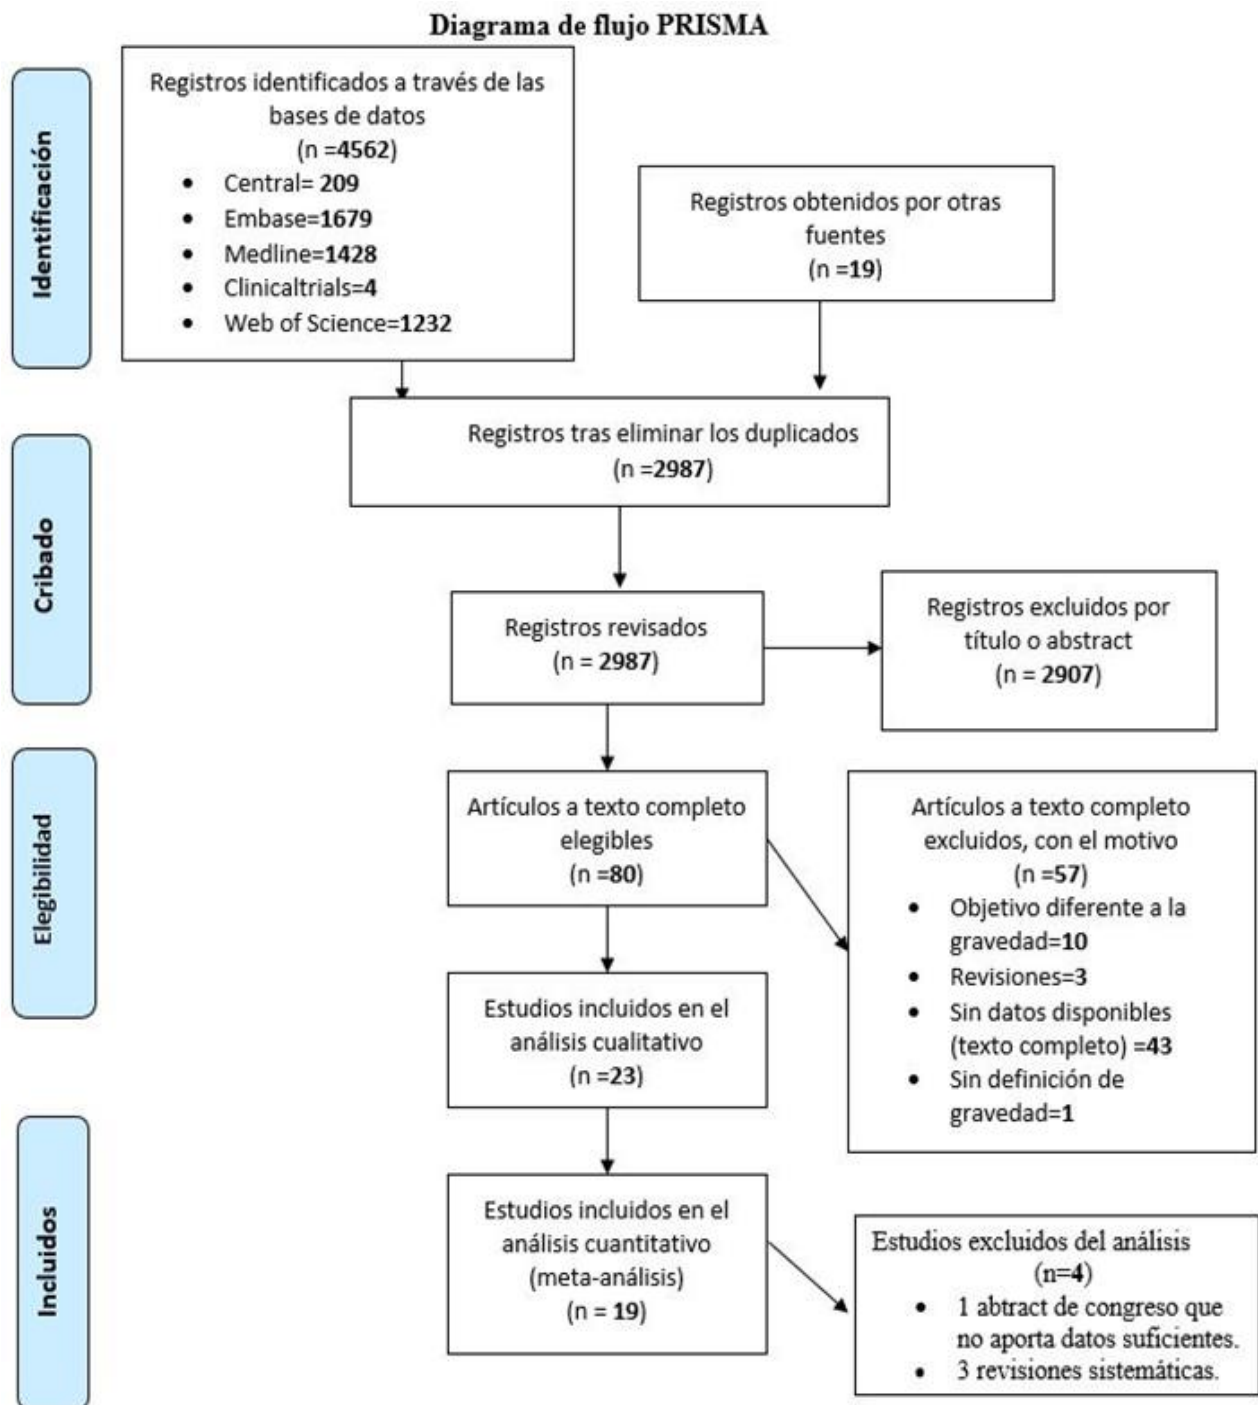 Diagrama de flujo PRISMA
Identificación
Registros identificados a través de las
bases de datos
(n =4562)
• Central= 209
• Embase=1679
• Medline=1428
• Clinicaltrials=4
• Web of Science=1232
Registros obtenidos por otras
fuentes
(n =19)
Registros tras eliminar los duplicados
(n =2987)
Cribado
Registros revisados
(n = 2987)
Registros excluidos por
título o abstract
(n = 2907)
Elegibilidad
Artículos a texto completo
elegibles
(n =80)
Artículos a texto completo
excluidos, con el motivo
(n =57)
• Objetivo diferente a la
gravedad=10
• Revisiones=3
• Sin datos disponibles
(texto completo) =43
• Sin definición de
gravedad=1
Estudios incluidos en el
análisis cualitativo
(n =23)
Incluidos
Estudios incluidos en el
análisis cuantitativo
(meta-análisis)
(n = 19)
Estudios excluidos del análisis
(n=4)
• 1 abtract de congreso que
no aporta datos suficientes.
• 3 revisiones sistemáticas.